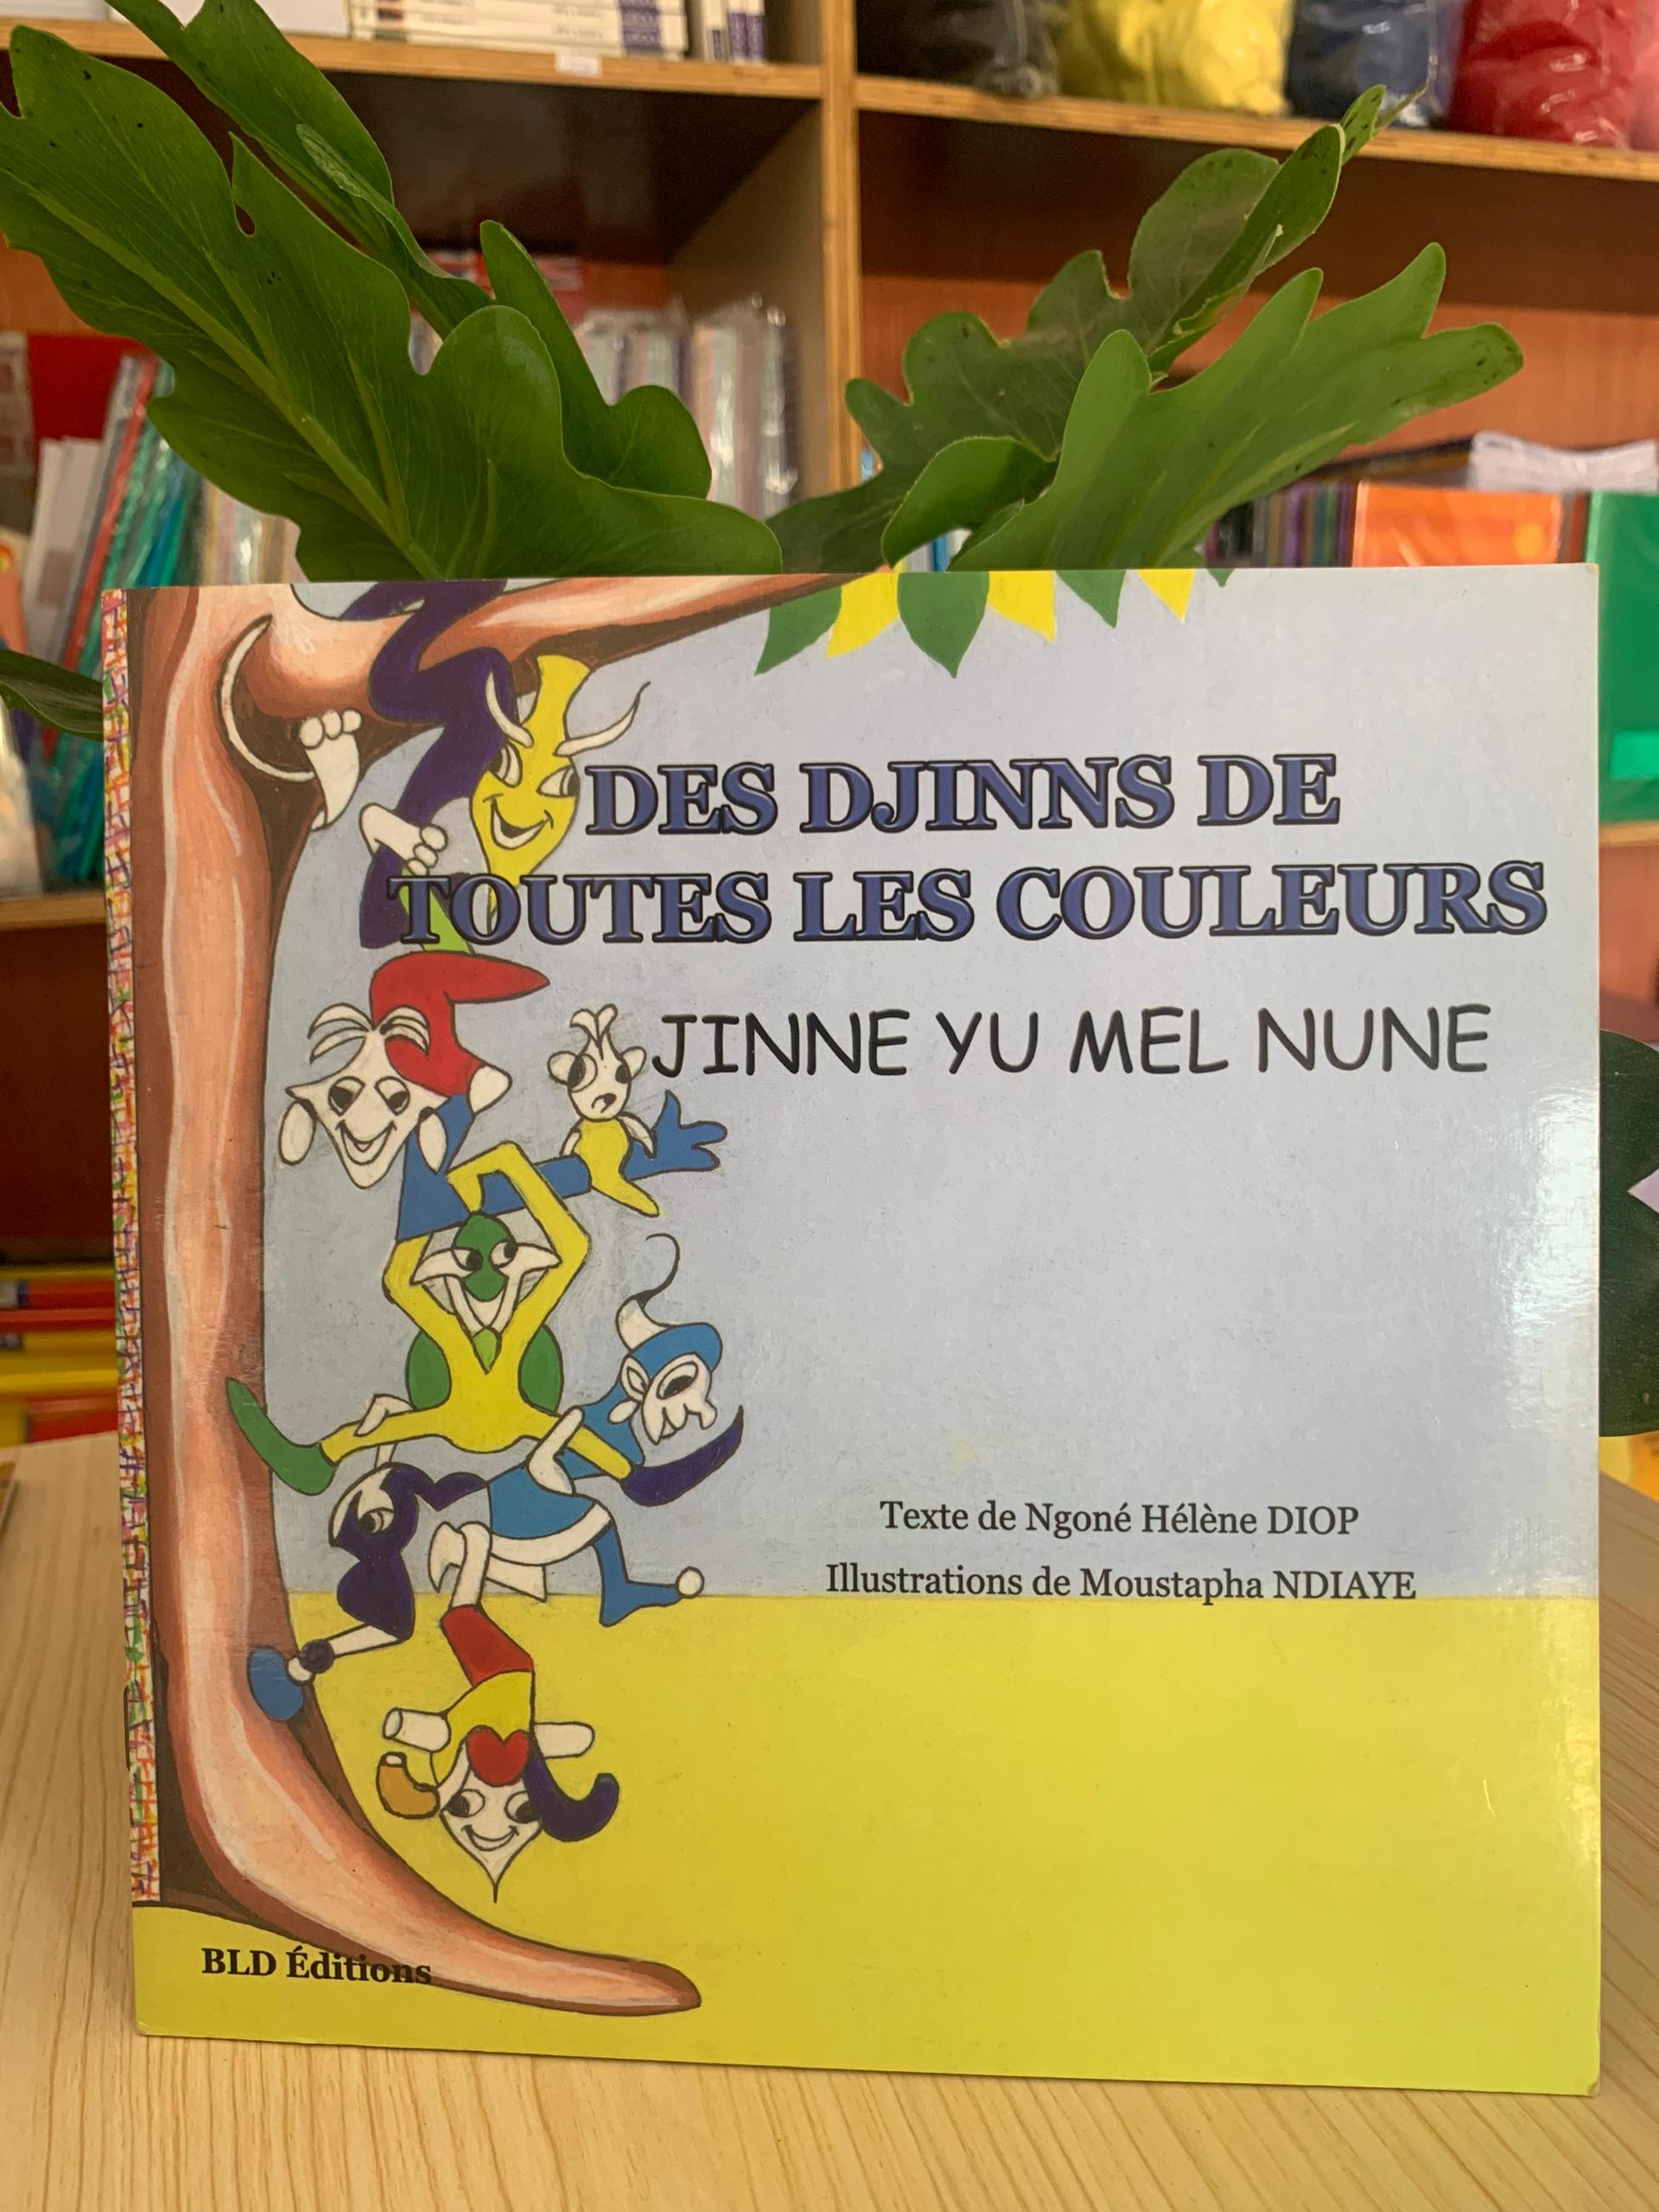 DES DJINNS DE
TOUTES LES COULEURS
JINNE YU MEL NUNE
Texte de Ngoné Hélène DIOP
Illustrations de Moustapha NDIAYE
BLD Éditions